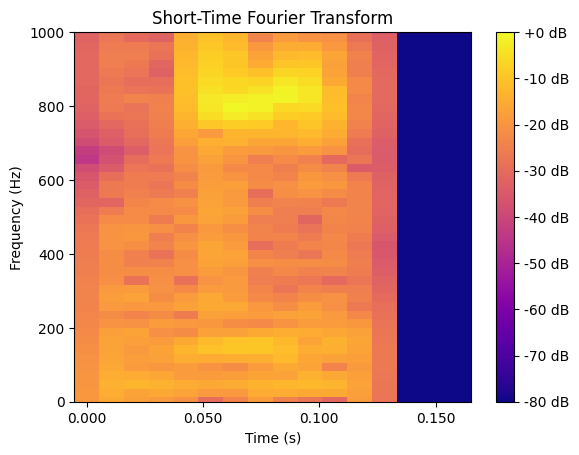 Short-Time Fourier Transform
1000
800
600
400
200
0
Frequency (Hz)
0.000
0.050
0.100
0.150
Time (s)
+0 dB
-10 dB
-20 dB
-30 dB
-40 dB
-50 dB
-60 dB
-70 dB
-80 dB